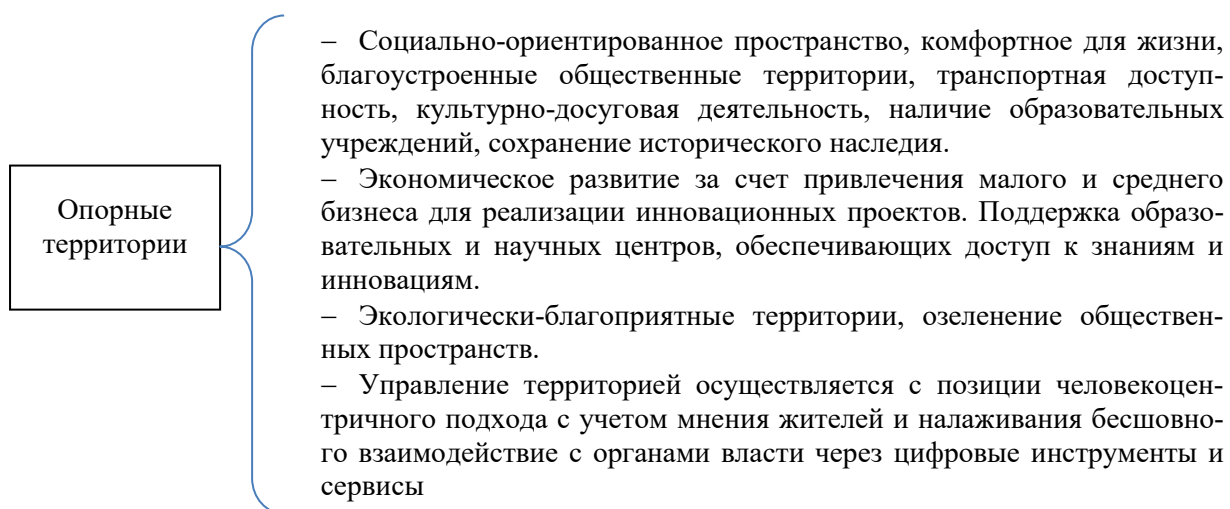 Опорные
территории
– Социально-ориентированное пространство, комфортное для жизни,
благоустроенные общественные территории, транспортная доступ-
ность, культурно-досуговая деятельность, наличие образовательных
учреждений, сохранение исторического наследия.
– Экономическое развитие за счет привлечения малого и среднего
бизнеса для реализации инновационных проектов. Поддержка образо-
вательных и научных центров, обеспечивающих доступ к знаниям и
инновациям.
– Экологически-благоприятные территории, озеленение обществен-
ных пространств.
– Управление территорией осуществляется с позиции человекоцен-
тричного подхода с учетом мнения жителей и налаживания бесшовно-
го взаимодействие с органами власти через цифровые инструменты и
сервисы